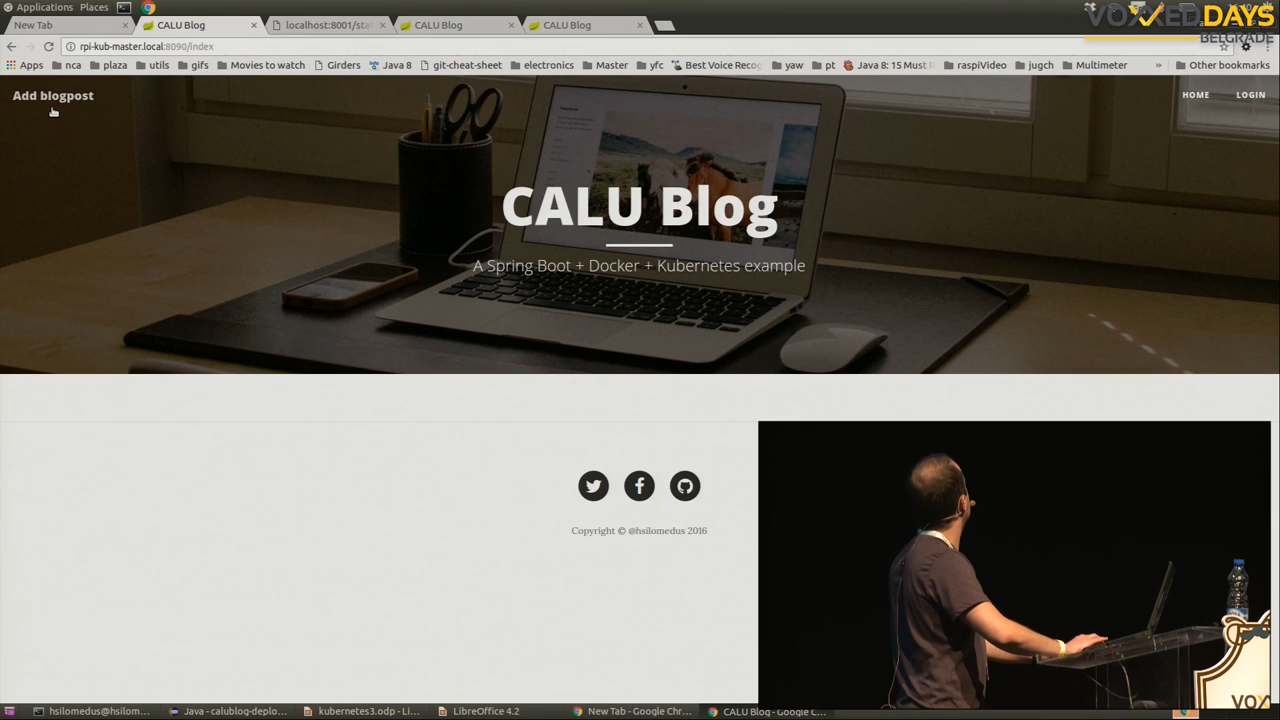 Applications Places
VOXXED DAYS
BELGRADE
New Tab
CALU Blog
localhost:8001/sta
CALU Blog
CALU Blog
rpi-kub-master.local:8090/index
Apps nca plaza utils gifs Movies to watch Girders Java 8 git-cheat-sheet electronics Master yfc Best Voice Reco yaw pt Java 8: 15 Must R raspiVideo jugch Multimeter » Other bookmarks
Add blogpost
HOME LOGIN
CALU Blog
A Spring Boot + Docker + Kubernetes example
Copyright © @hsilomedus 2016
VOX
hsilomedus@hsilom... Java - calublog-deplo... kubernetes3.odp - Li... LibreOffice 4.2 New Tab - Google Chr... CALU Blog - Google C...